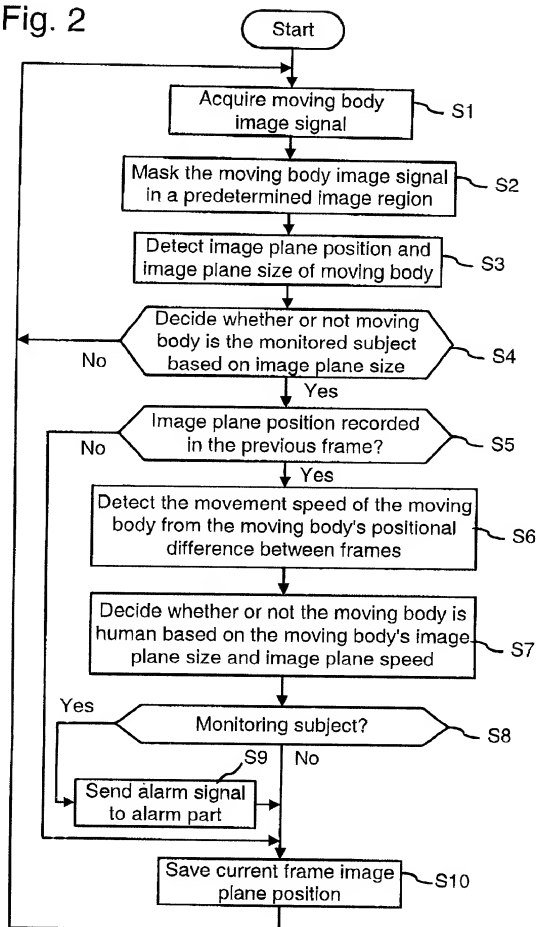 Fig. 2
Start
Acquire moving body
image signal
S1
Mask the moving body image signal
in a predetermined image region
S2
Detect image plane position and
image plane size of moving body
S3
Decide whether or not moving
body is the monitored subject
based on image plane size
S4
No
Yes
Image plane position recorded
in the previous frame?
S5
No
Yes
Detect the movement speed of the moving
body from the moving body's positional
difference between frames
S6
Decide whether or not the moving body is
human based on the moving body's image
plane size and image plane speed
S7
Yes
Monitoring subject?
S8
S9
No
Send alarm signal
to alarm part
Save current frame image
plane position
S10